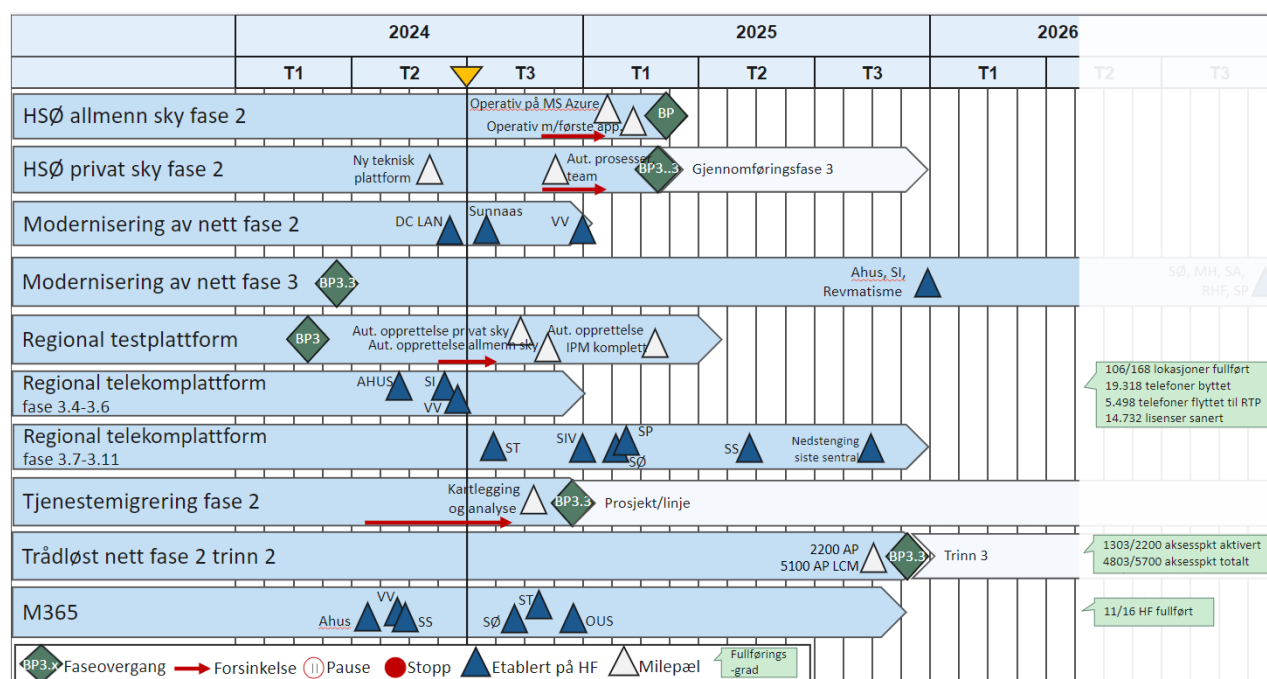 2024
2025
2026
T1
T2
T3
T1
T2
T3
T1
T2
T3
HSØ allmenn sky fase 2
Operativ på MS Azure
Operativ m/første app.
BP
HSØ privat sky fase 2
Ny teknisk
plattform
Aut. prosesser
team
BP3..3
Gjennomføringsfase 3
Modernisering av nett fase 2
DC LAN
Sunnaas
VV
Modernisering av nett fase 3
BP3.3
Ahus, SI,
Revmatisme
SØ, MH, SA,
RHF, SP
Regional testplattform
BP3
Aut. opprettelse privat sky
Aut. opprettelse allmenn sky
Aut. opprettelse
IPM komplett
Regional telekomplattform
fase 3.4-3.6
AHUS
SI
VV
106/168 lokasjoner fullført
19.318 telefoner byttet
5.498 telefoner flyttet til RTP
14.732 lisenser sanert
Regional telekomplattform
fase 3.7-3.11
ST
SIV
SP
SØ
SS
Nedstenging
siste sentral
Tjenestemigrering fase 2
Kartlegging
og analyse
BP3.3
Prosjekt/linje
Trådløst nett fase 2 trinn 2
2200 AP
5100 AP LCM
BP3.3
Trinn 3
1303/2200 aksesspkt aktivert
4803/5700 aksesspkt totalt
M365
Ahus
VV
SS
SØ
ST
OUS
11/16 HF fullført
BP3.x
Faseovergang
Forsinkelse
Pause
Stopp
Etablert på HF
Milepæl
Fullførings
-grad